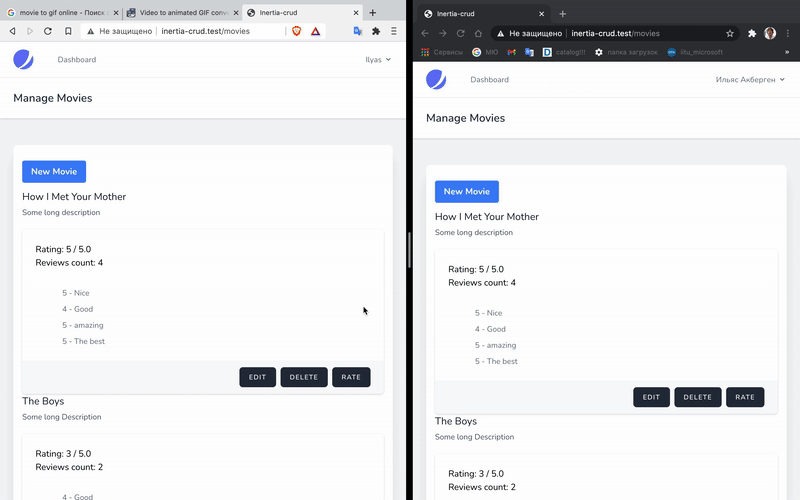 movie to gif online - Поиск
Video to animated GIF conv
Inertia-crud
Не защищено
inertia-crud.test/movies
Dashboard
Ilyas
Manage Movies
New Movie
How I Met Your Mother
Some long description
Rating: 5 / 5.0
Reviews count: 4
5 - Nice
4 - Good
5 - amazing
5 - The best
EDIT
DELETE
RATE
The Boys
Some long Description
Rating: 3 / 5.0
Reviews count: 2
4 - Good
Inertia-crud
Не защищено
inertia-crud.test/movies
Сервисы
МЮ
catalog!!!
папка загрузок
iitu_microsoft
Dashboard
Ильяс Акберген
Manage Movies
New Movie
How I Met Your Mother
Some long description
Rating: 5 / 5.0
Reviews count: 4
5 - Nice
4 - Good
5 - amazing
5 - The best
EDIT
DELETE
RATE
The Boys
Some long Description
Rating: 3 / 5.0
Reviews count: 2